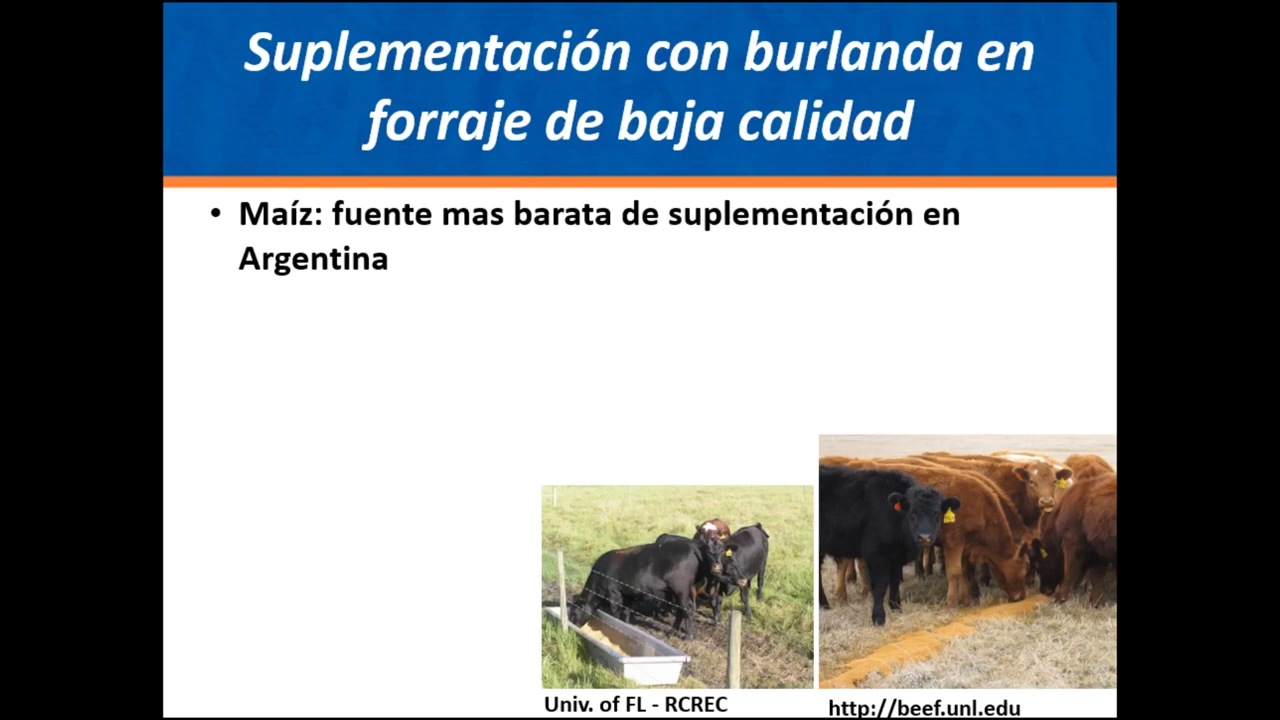 Suplementación con burlanda en
forraje de baja calidad
• Maíz: fuente mas barata de suplementación en
Argentina
Univ. of FL - RCREC
http://beef.unl.edu